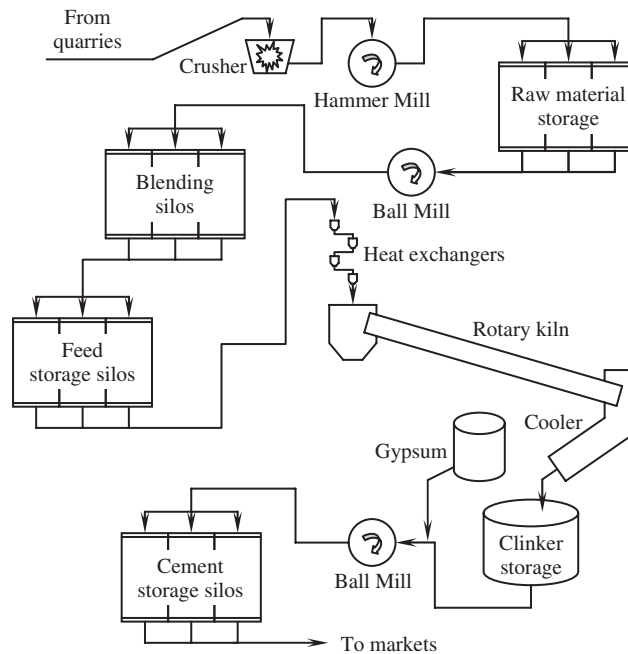 From
quarries
Crusher
Hammer Mill
Raw material
storage
Blending
silos
Ball Mill
Heat exchangers
Feed
storage silos
Rotary kiln
Cooler
Gypsum
Clinker
storage
Ball Mill
Cement
storage silos
To markets